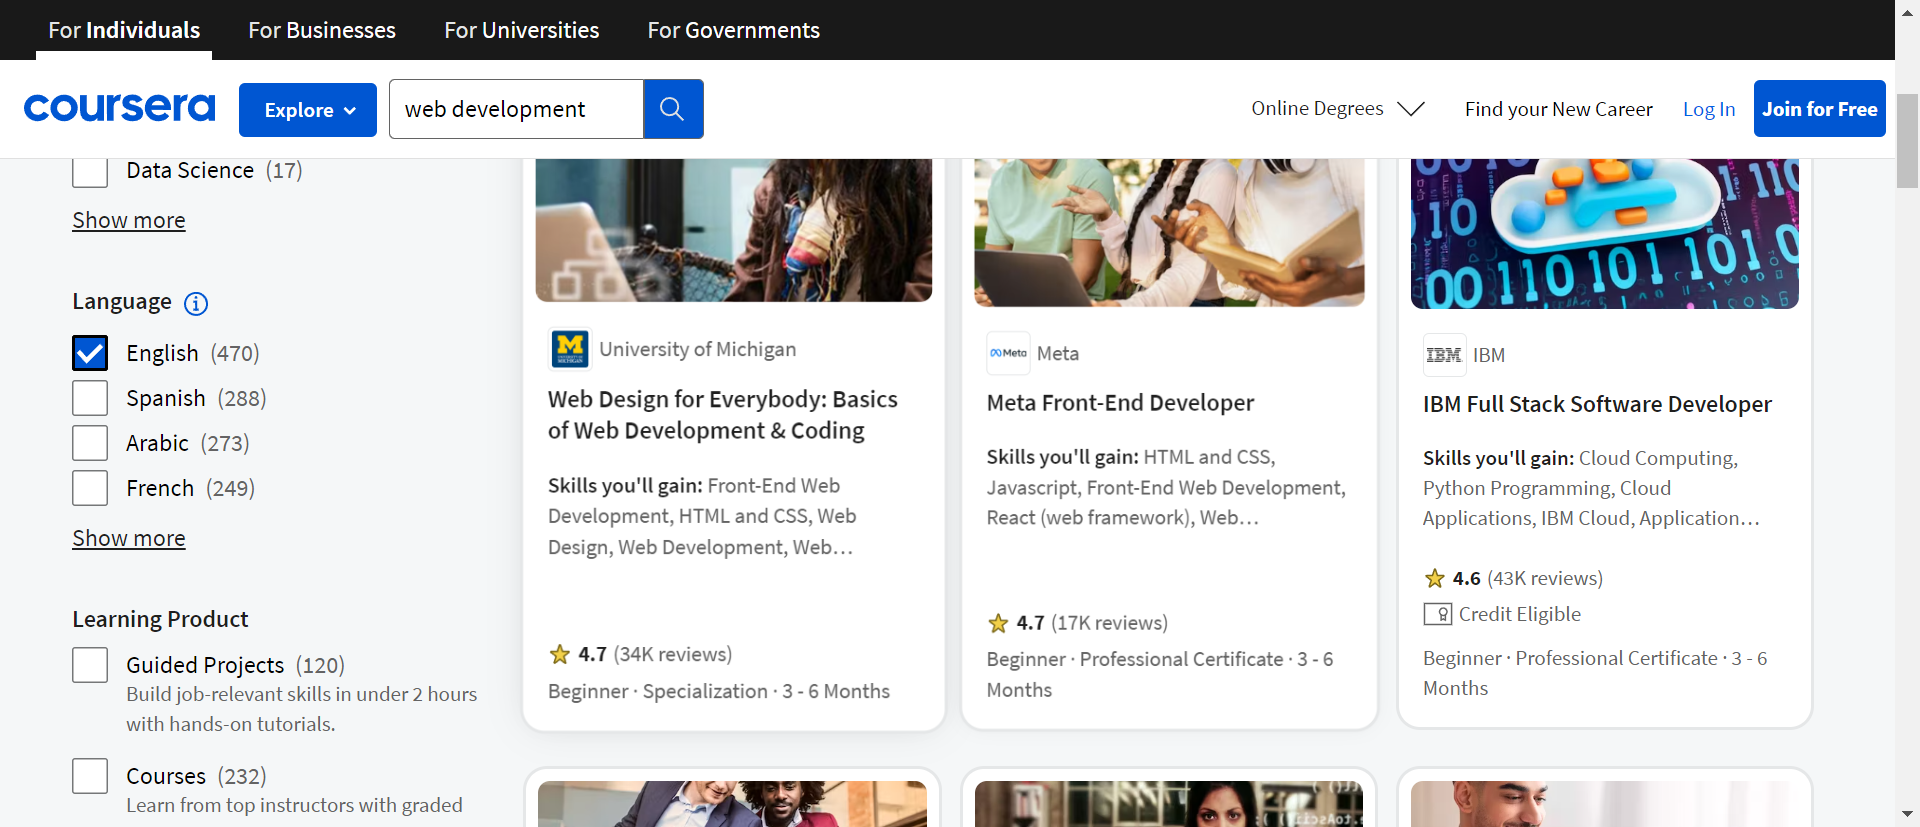 For Individuals
For Businesses
For Universities
For Governments
coursera
Explore
web development
Online Degrees
Find your New Career
Log In
Join for Free
Data Science (17)
Show more
Language
English (470)
Spanish (288)
Arabic (273)
French (249)
Show more
Learning Product
Guided Projects (120)
Build job-relevant skills in under 2 hours
with hands-on tutorials.
Courses (232)
Learn from top instructors with graded
University of Michigan
Web Design for Everybody: Basics
of Web Development & Coding
Skills you'll gain: Front-End Web
Development, HTML and CSS, Web
Design, Web Development, Web…
4.7 (34K reviews)
Beginner · Specialization · 3 - 6 Months
Meta
Meta
Meta Front-End Developer
Skills you'll gain: HTML and CSS,
Javascript, Front-End Web Development,
React (web framework), Web…
4.7 (17K reviews)
Beginner · Professional Certificate · 3 - 6
Months
IBM
IBM
IBM Full Stack Software Developer
Skills you'll gain: Cloud Computing,
Python Programming, Cloud
Applications, IBM Cloud, Application…
4.6 (43K reviews)
Credit Eligible
Beginner · Professional Certificate · 3 - 6
Months